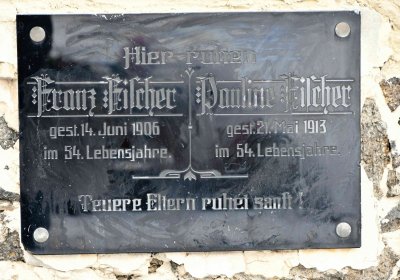 Hier ruhen
Franz Fischer
gest. 14. Juni 1906
im 54. Lebensjahre.
Pauline Fischer
gest. 21. Mai 1913
im 54. Lebensjahre.
Teuere Eltern ruhet sanft!